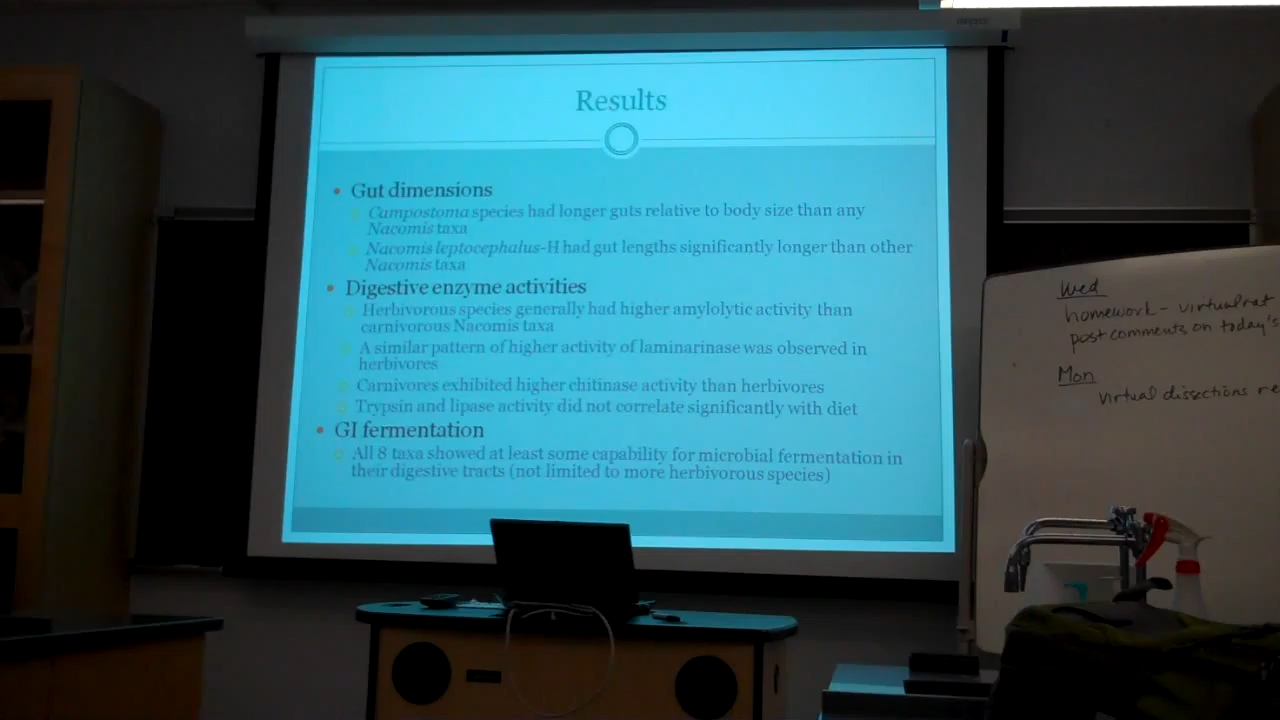 Results
• Gut dimensions
Campostoma species had longer guts relative to body size than any
Nacomis taxa
Nacomis leptocephalus-H had gut lengths significantly longer than other
Nacomis taxa
• Digestive enzyme activities
Herbivorous species generally had higher amylolytic activity than
carnivorous Nacomis taxa
A similar pattern of higher activity of laminarinase was observed in
herbivores
Carnivores exhibited higher chitinase activity than herbivores
Trypsin and lipase activity did not correlate significantly with diet
• GI fermentation
All 8 taxa showed at least some capability for microbial fermentation in
their digestive tracts (not limited to more herbivorous species)
Wed
homework - virtual rat
post comments on today's
Mon
virtual dissections re